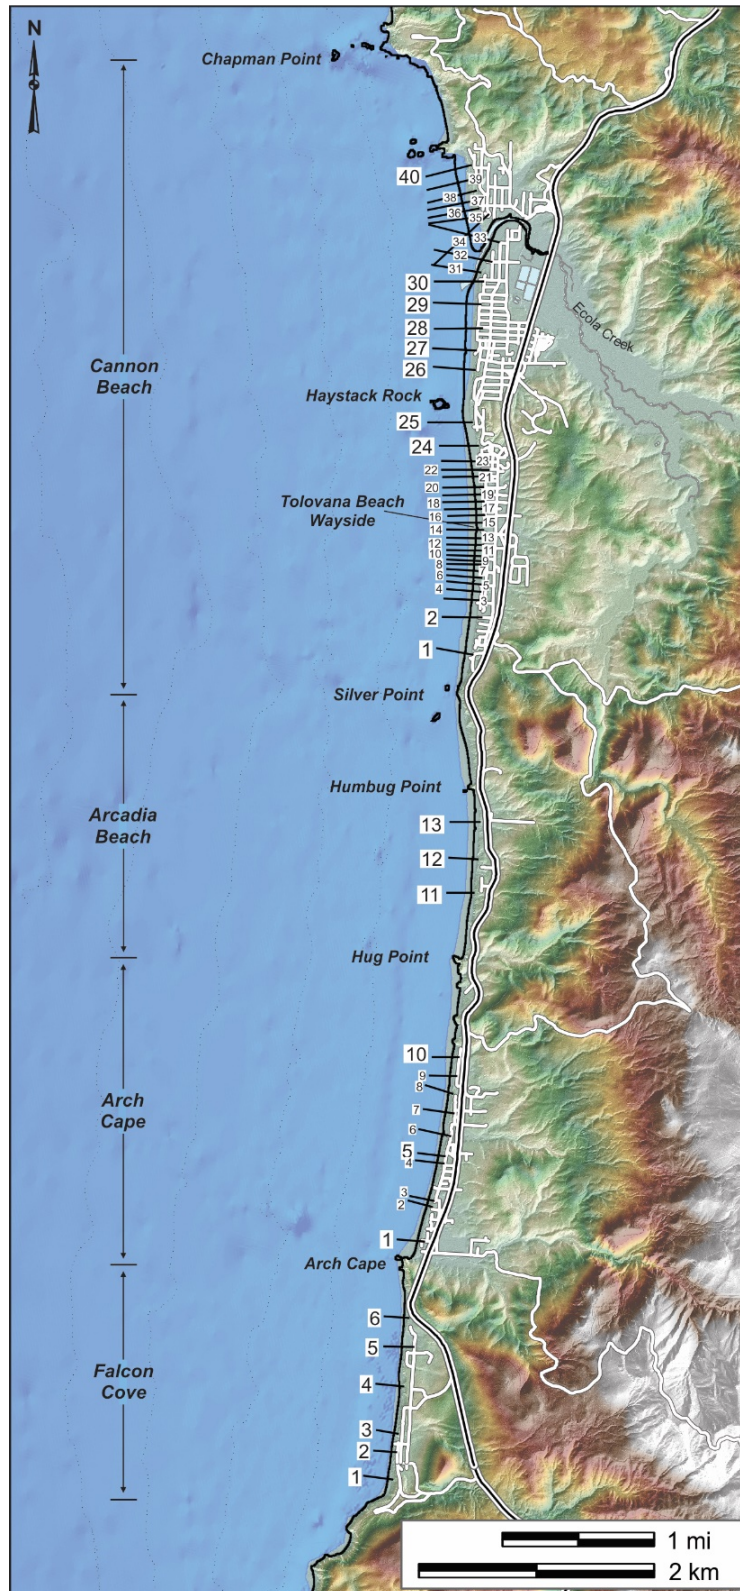 N
Chapman Point
40
39
38
37
36
35
34
33
32
31
30
29
28
27
26
Ecola Creek
Cannon
Beach
Haystack Rock
25
24
23
22
21
20
19
18
17
16
15
14
13
12
11
10
9
8
7
6
5
4
3
2
1
Tolovana Beach
Wayside
Silver Point
Humbug Point
Arcadia
Beach
13
12
11
Hug Point
10
9
8
7
6
5
4
3
2
1
Arch
Cape
Arch Cape
6
5
4
3
2
1
Falcon
Cove
1 mi
2 km